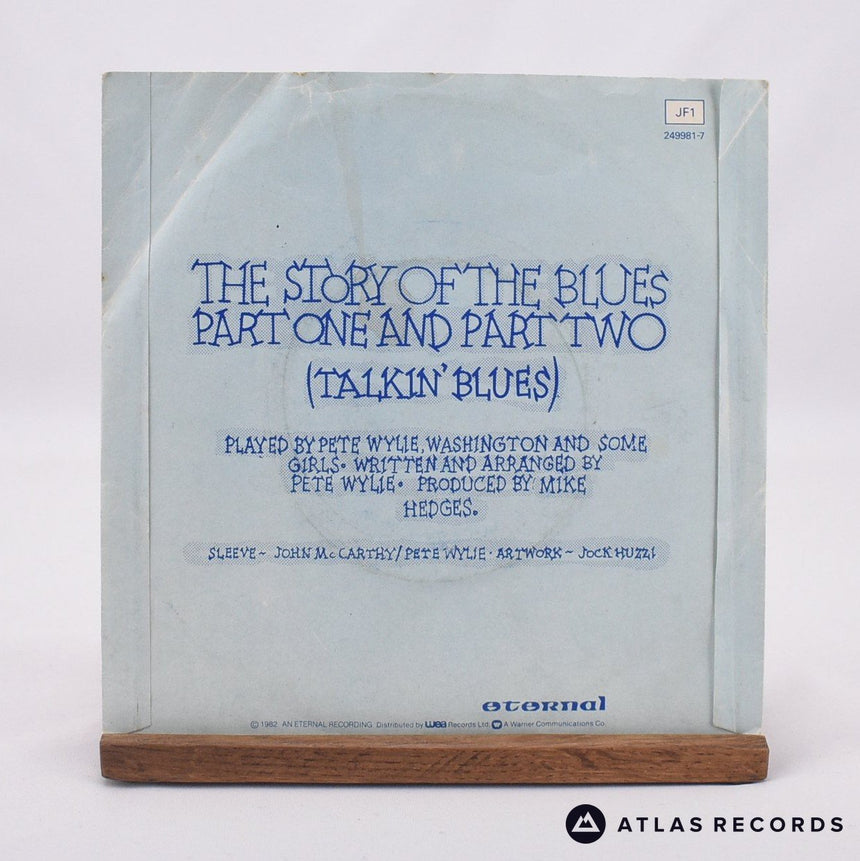 JF1
249981-7
THE STORY OF THE BLUES
PART ONE AND PART TWO
(TALKIN' BLUES)
PLAYED BY PETE WYLIE, WASHINGTON AND SOME
GIRLS· WRITTEN AND ARRANGED BY
PETE WYLIE· PRODUCED BY MIKE
HEDGES.
SLEEVE~ JOHN McCARTHY/PETE WYLIE· ARTWORK~ JOCK HUZZI
eternal
© 1982 AN ETERNAL RECORDING Distributed by wea Records Ltd. A Warner Communications Co.
ATLAS RECORDS